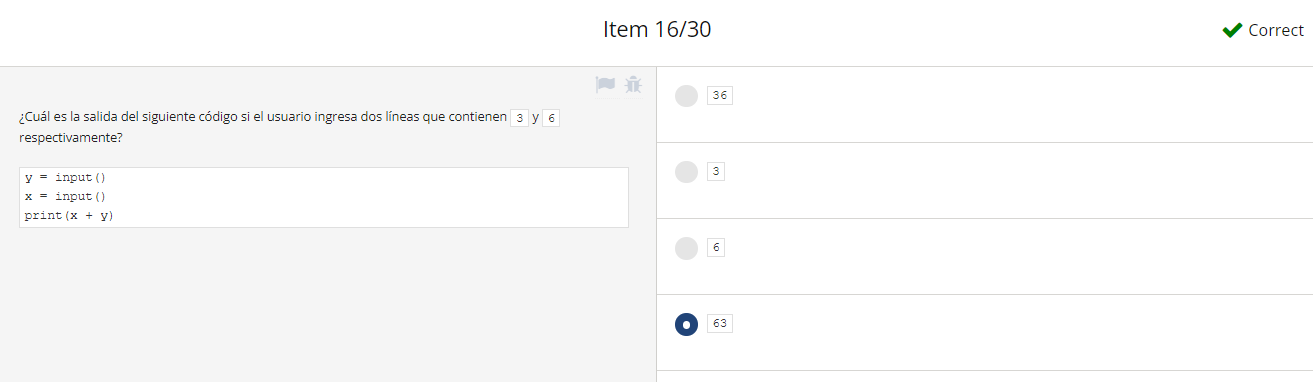 Item 16/30
Correct
¿Cuál es la salida del siguiente código si el usuario ingresa dos líneas que contienen 3 y 6
respectivamente?
y = input()
x = input()
print(x + y)
36
3
6
63